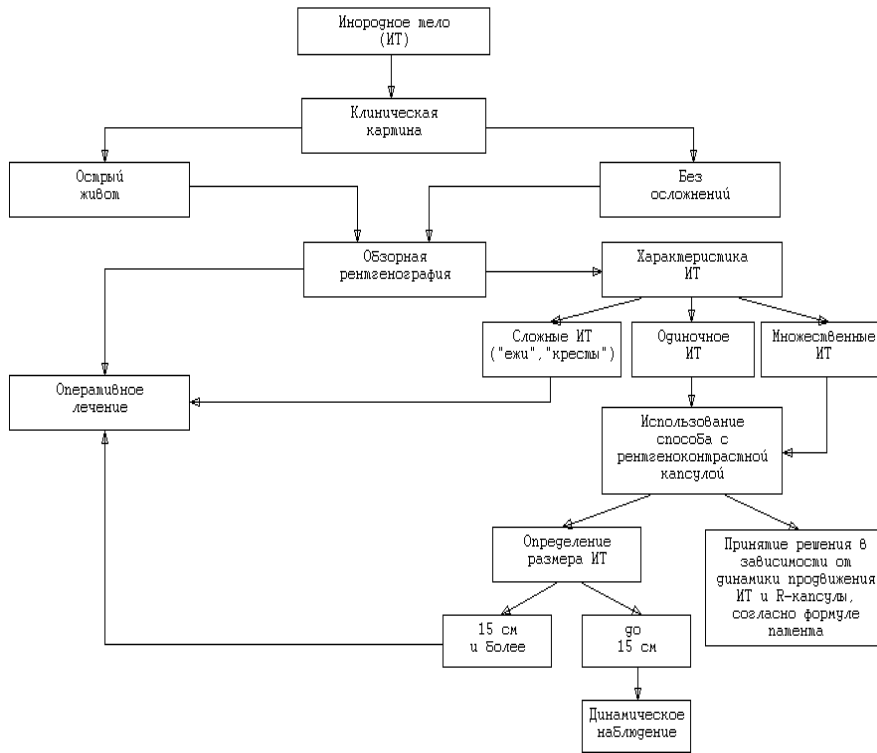 Инородное тело
(ИТ)
Клиническая
картина
Острый
живот
Без
осложнений
Обзорная
рентгенография
Характеристика
ИТ
Сложные ИТ
("ежи","кресты")
Одиночное
ИТ
Множественные
ИТ
Оперативное
лечение
Использование
способа с
рентгеноконтрастной
капсулой
Определение
размера ИТ
Принятие решения в
зависимости от
динамики продвижения
ИТ и R-капсулы,
согласно формуле
патента
15 см
и более
до
15 см
Динамическое
наблюдение